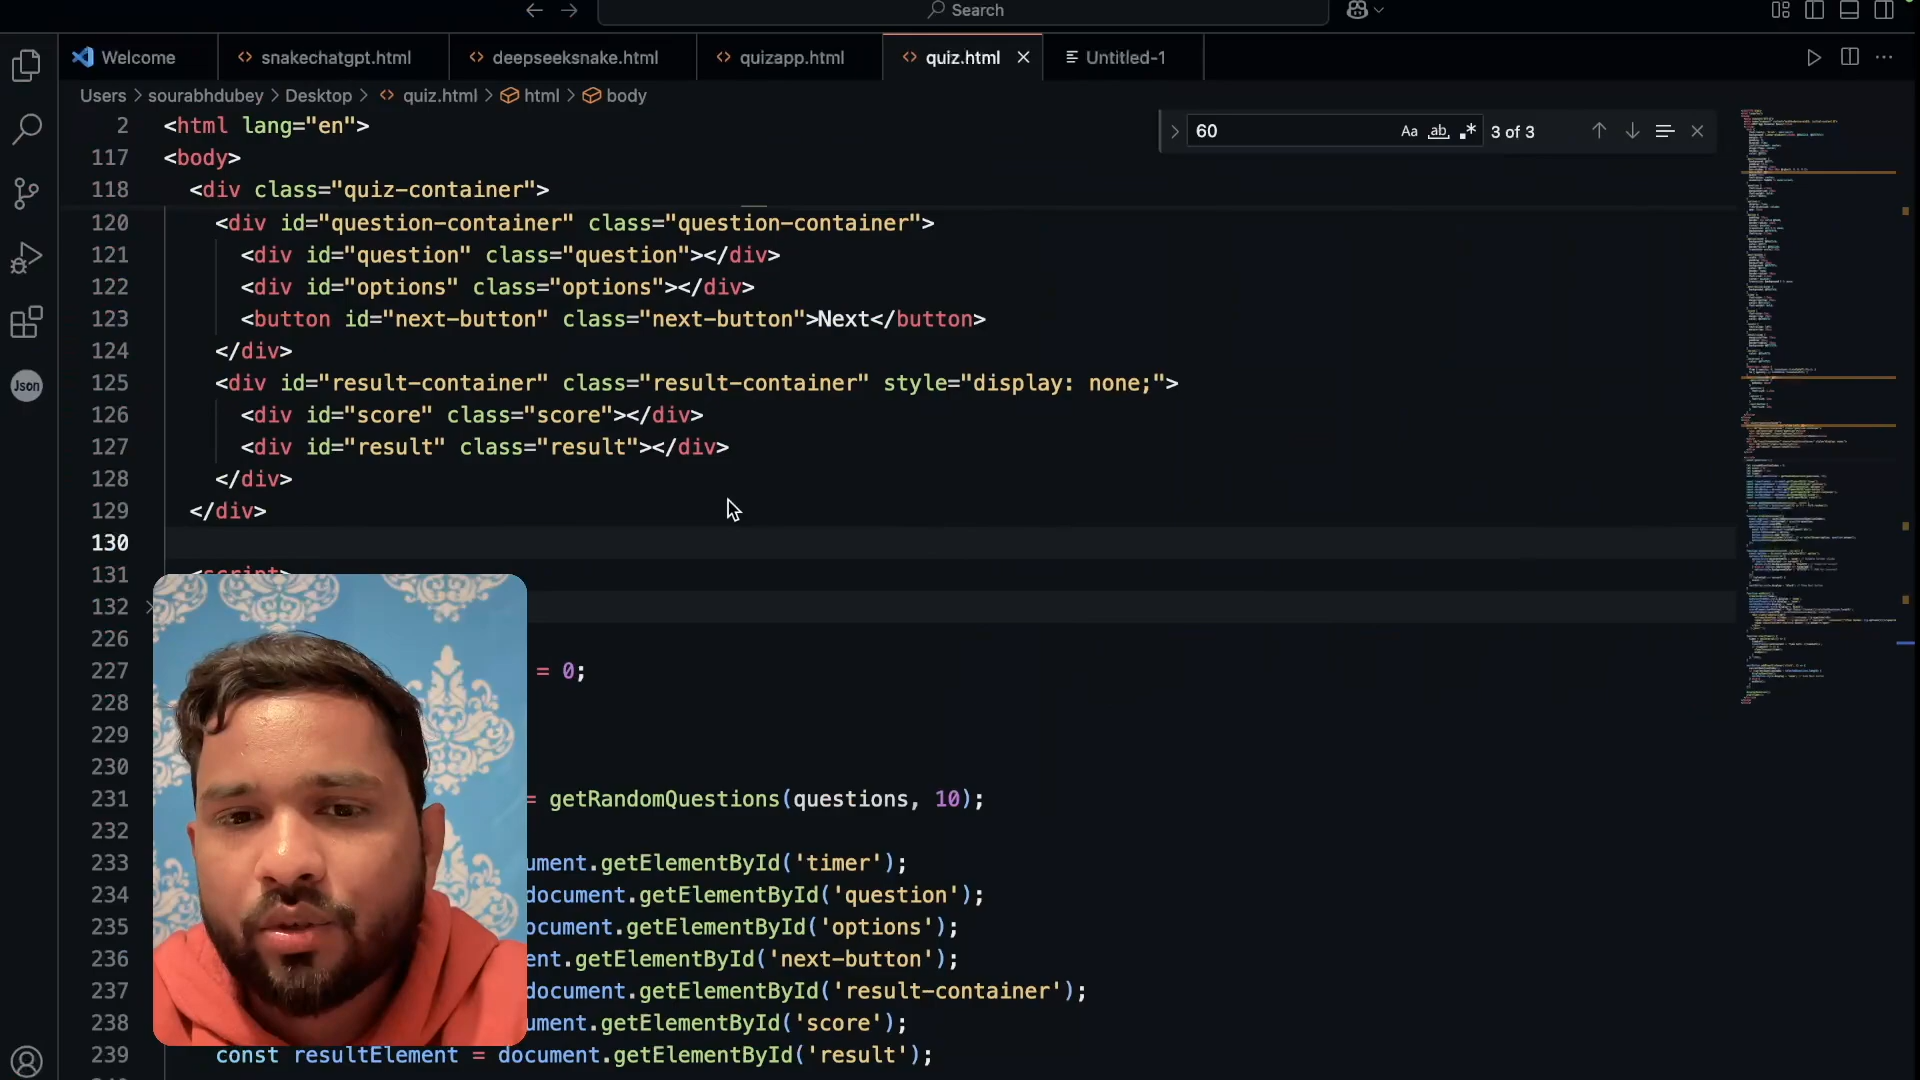 Search
Welcome
snakechatgpt.html
deepseeksnake.html
quizapp.html
quiz.html
Untitled-1
Users > sourabhdubey > Desktop > quiz.html > html > body
60
Aa ab 3 of 3
Json
2 <html lang="en">
117 <body>
118 <div class="quiz-container">
120 <div id="question-container" class="question-container">
121 <div id="question" class="question"></div>
122 <div id="options" class="options"></div>
123 <button id="next-button" class="next-button">Next</button>
124 </div>
125 <div id="result-container" class="result-container" style="display: none;">
126 <div id="score" class="score"></div>
127 <div id="result" class="result"></div>
128 </div>
129 </div>
130
131 <script>
132
226
227 = 0;
228
229
230
231 = getRandomQuestions(questions, 10);
232
233 ument.getElementById('timer');
234 document.getElementById('question');
235 ocument.getElementById('options');
236 ent.getElementById('next-button');
237 document.getElementById('result-container');
238 ument.getElementById('score');
239 const resultElement = document.getElementById('result');